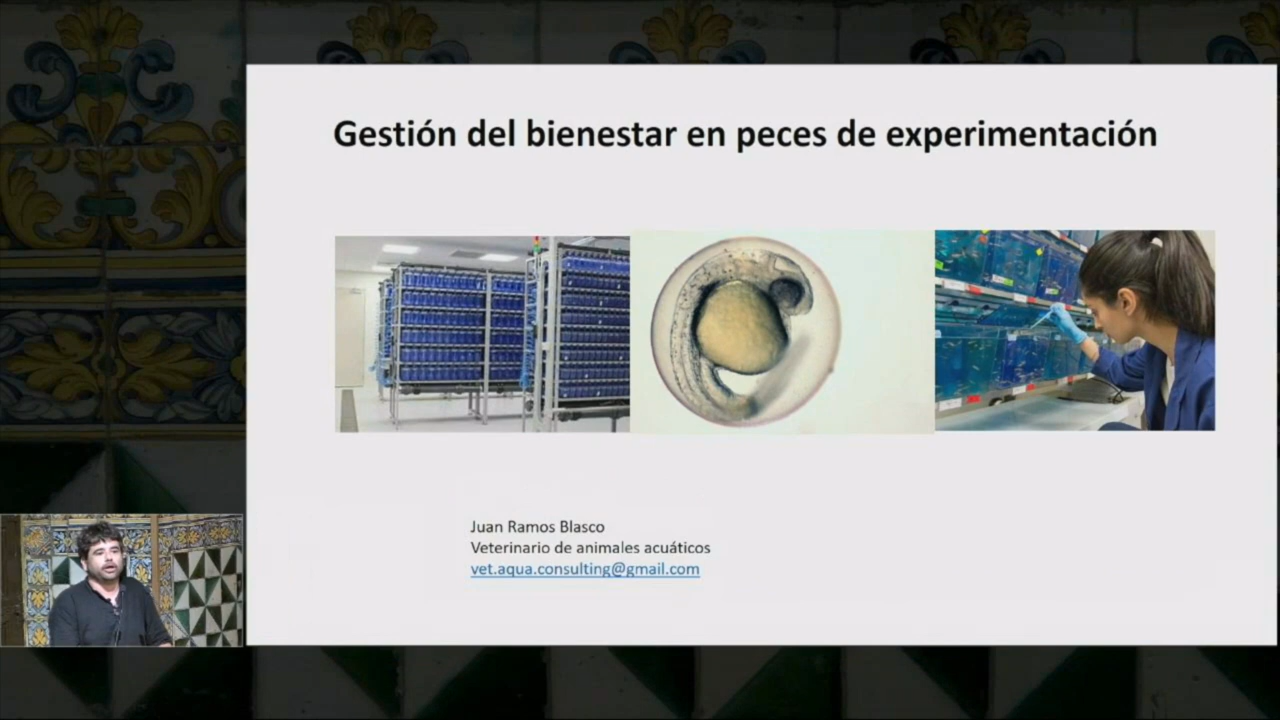 Gestión del bienestar en peces de experimentación
Juan Ramos Blasco
Veterinario de animales acuáticos
vet.aqua.consulting@gmail.com